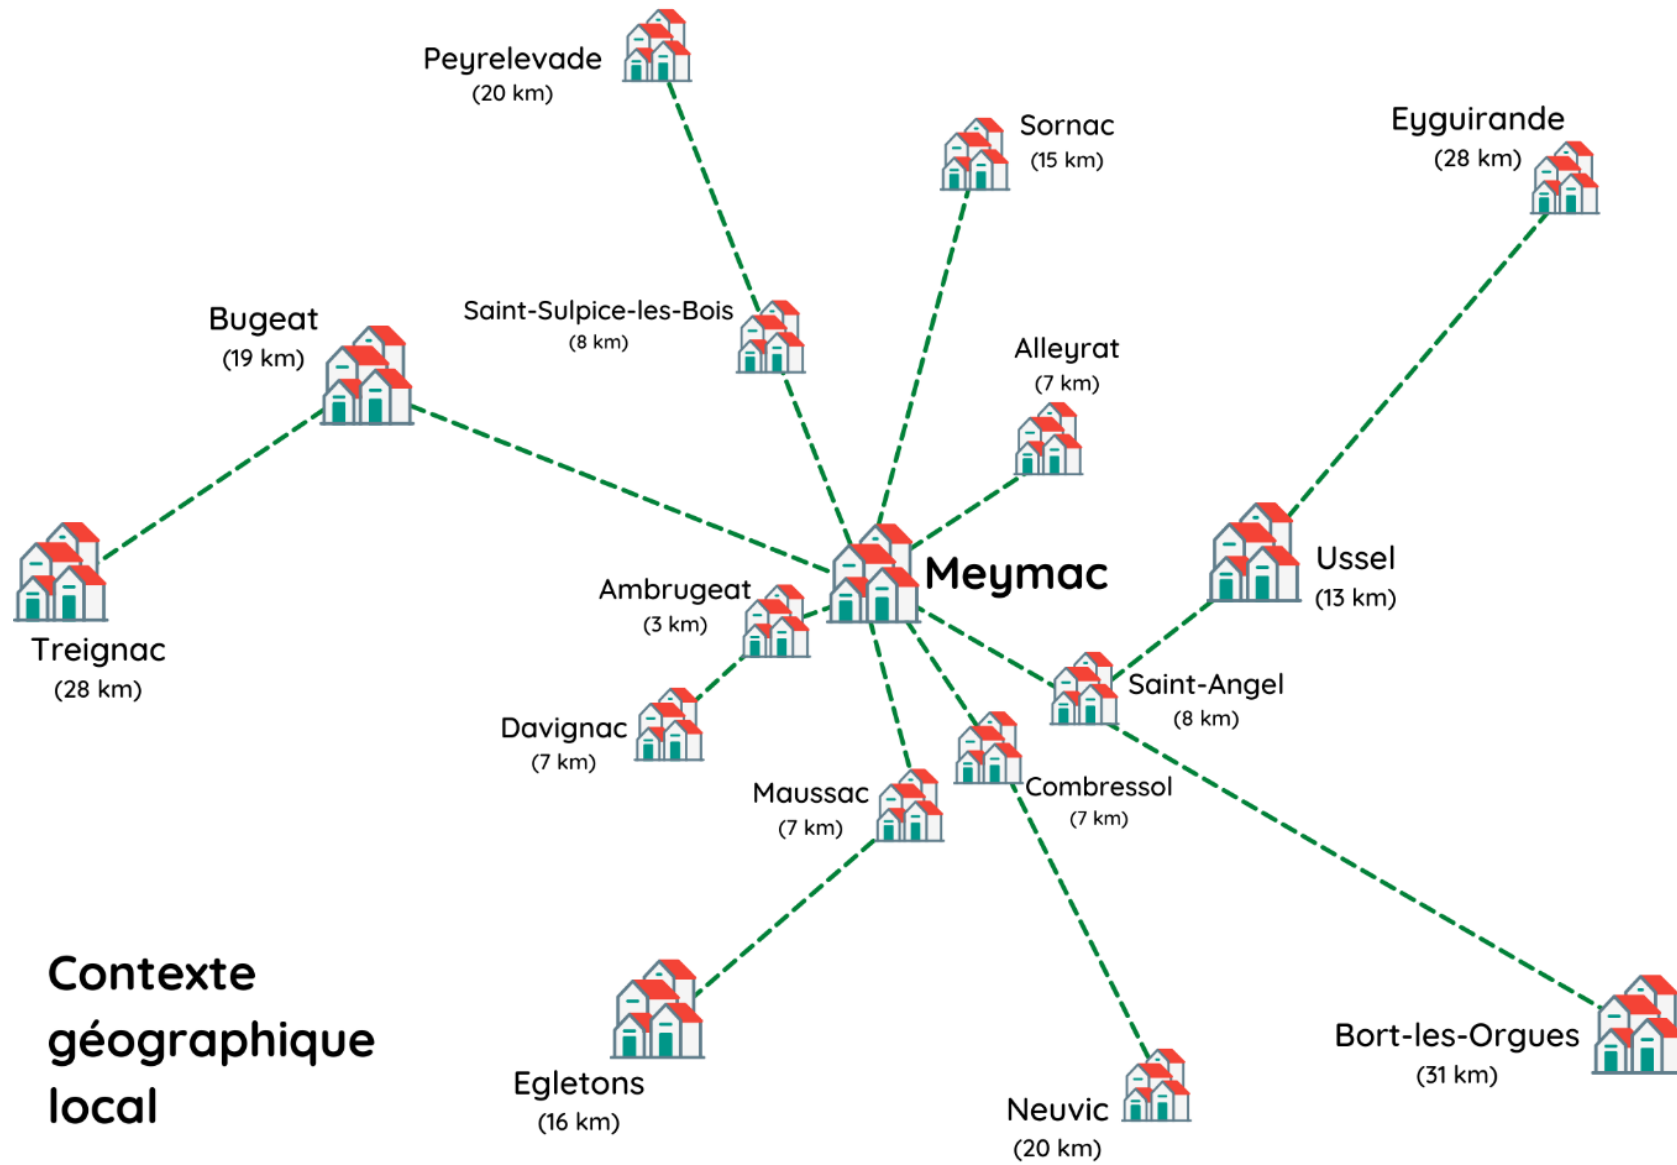 Peyrelevade
(20 km)
Sornac
(15 km)
Eyguirande
(28 km)
Bugeat
(19 km)
Saint-Sulpice-les-Bois
(8 km)
Alleyrat
(7 km)
Meymac
Ussel
(13 km)
Ambrugeat
(3 km)
Treignac
(28 km)
Saint-Angel
(8 km)
Davignac
(7 km)
Maussac
(7 km)
Combressol
(7 km)
Contexte
géographique
local
Egletons
(16 km)
Neuvic
(20 km)
Bort-les-Orgues
(31 km)